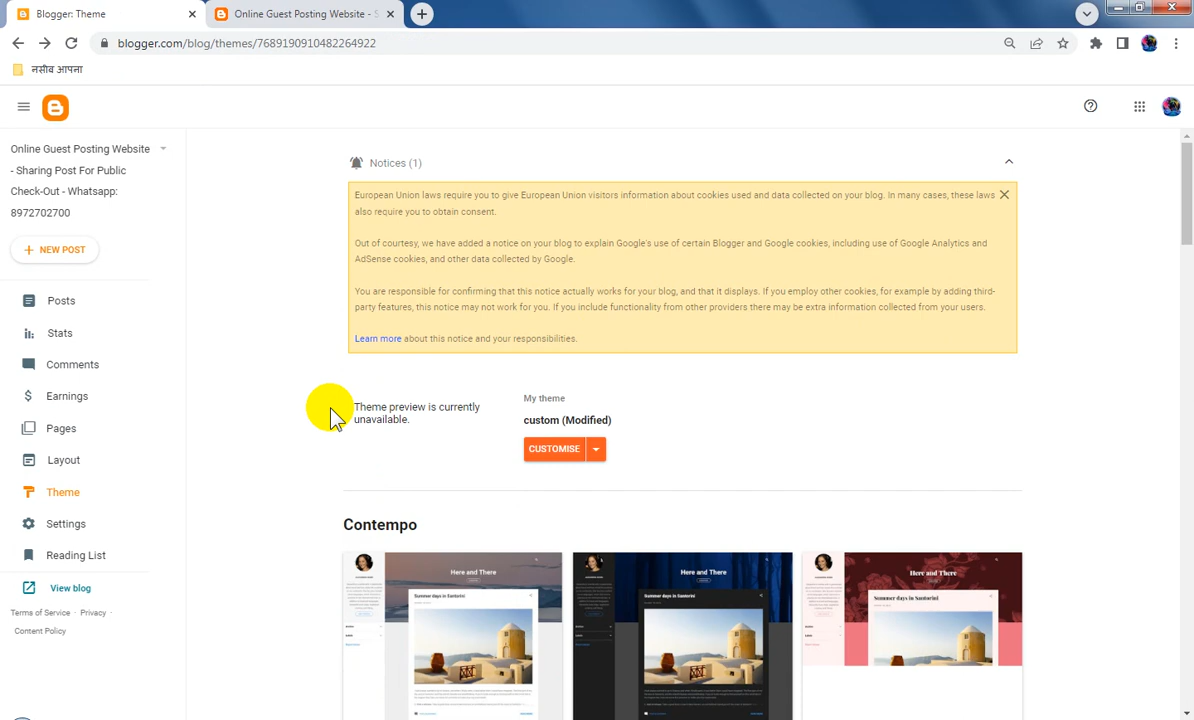 Blogger: Theme
Online Guest Posting Website - S
blogger.com/blog/themes/7689190910482264922
नसीब आपना
Online Guest Posting Website
- Sharing Post For Public
Check-Out - Whatsapp:
8972702700
NEW POST
Posts
Stats
Comments
Earnings
Pages
Layout
Theme
Settings
Reading List
View blog
Terms of Service · Privacy ·
Content Policy
Notices (1)
European Union laws require you to give European Union visitors information about cookies used and data collected on your blog. In many cases, these laws
also require you to obtain consent.
Out of courtesy, we have added a notice on your blog to explain Google's use of certain Blogger and Google cookies, including use of Google Analytics and
AdSense cookies, and other data collected by Google.
You are responsible for confirming that this notice actually works for your blog, and that it displays. If you employ other cookies, for example by adding third-
party features, this notice may not work for you. If you include functionality from other providers there may be extra information collected from your users.
Learn more about this notice and your responsibilities.
Theme preview is currently
unavailable.
My theme
custom (Modified)
CUSTOMISE
Contempo
Here and There
Summer days in Santorini
Here and There
Summer days in Santorini
Here and There
Summer days in Santorini